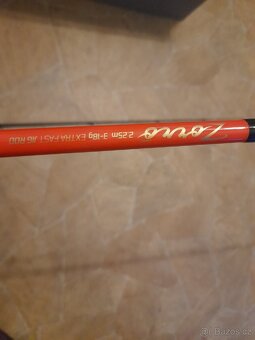 2.25m 3-18g EXTRA-FAST JIG ROD
© Bazos.cz